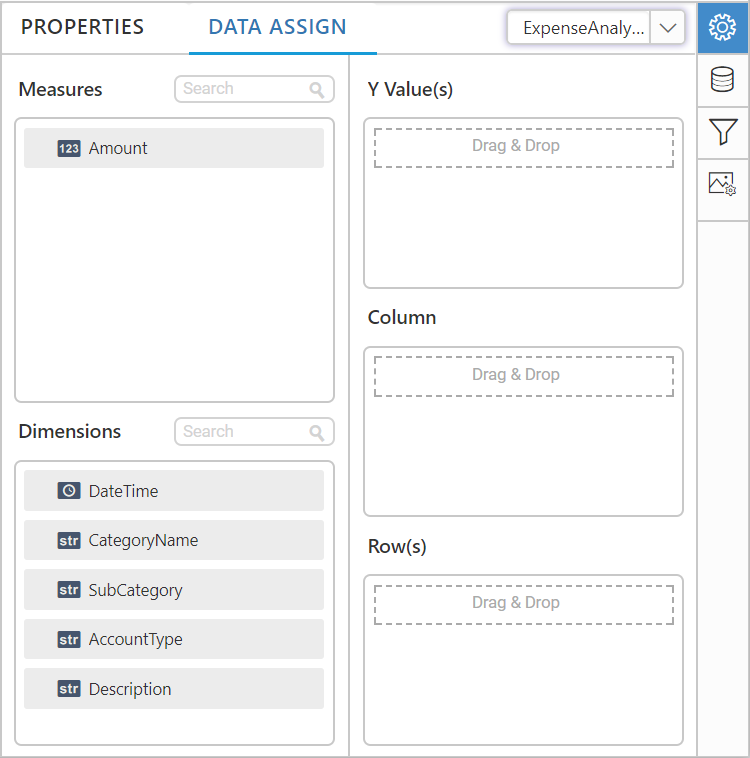 PROPERTIES
DATA ASSIGN
ExpenseAnaly...
Measures
Search
123 Amount
Dimensions
Search
DateTime
str CategoryName
str SubCategory
str AccountType
str Description
Y Value(s)
Drag & Drop
Column
Drag & Drop
Row(s)
Drag & Drop